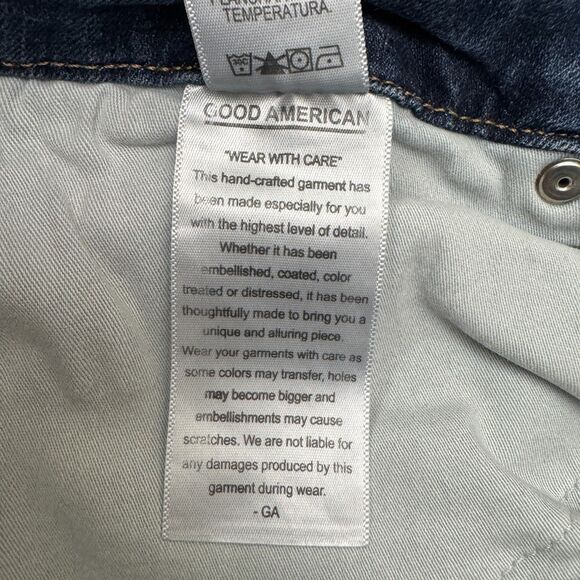 TEMPERATURA.
30C
GOOD AMERICAN
"WEAR WITH CARE"
This hand-crafted garment has
been made especially for you
with the highest level of detail.
Whether it has been
embellished, coated, color
treated or distressed, it has been
thoughtfully made to bring you a
unique and alluring piece.
Wear your garments with care as
some colors may transfer, holes
may become bigger and
embellishments may cause
scratches. We are not liable for
any damages produced by this
garment during wear.
- GA